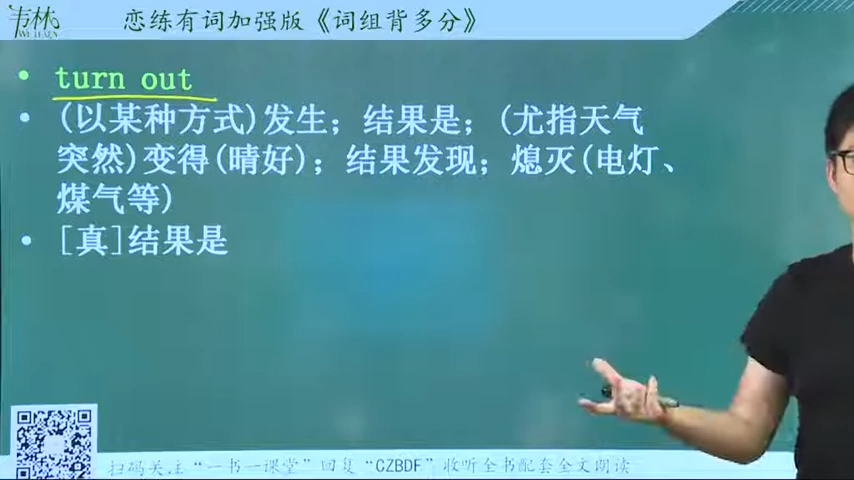 韦林
WE LEARN
恋练有词加强版《词组背多分》
• turn out
• (以某种方式)发生；结果是；(尤指天气
突然)变得(晴好)；结果发现；熄灭(电灯、
煤气等)
• [真]结果是
扫码关注“一书一课堂”回复“CZBDF”收听全书配套全文朗读